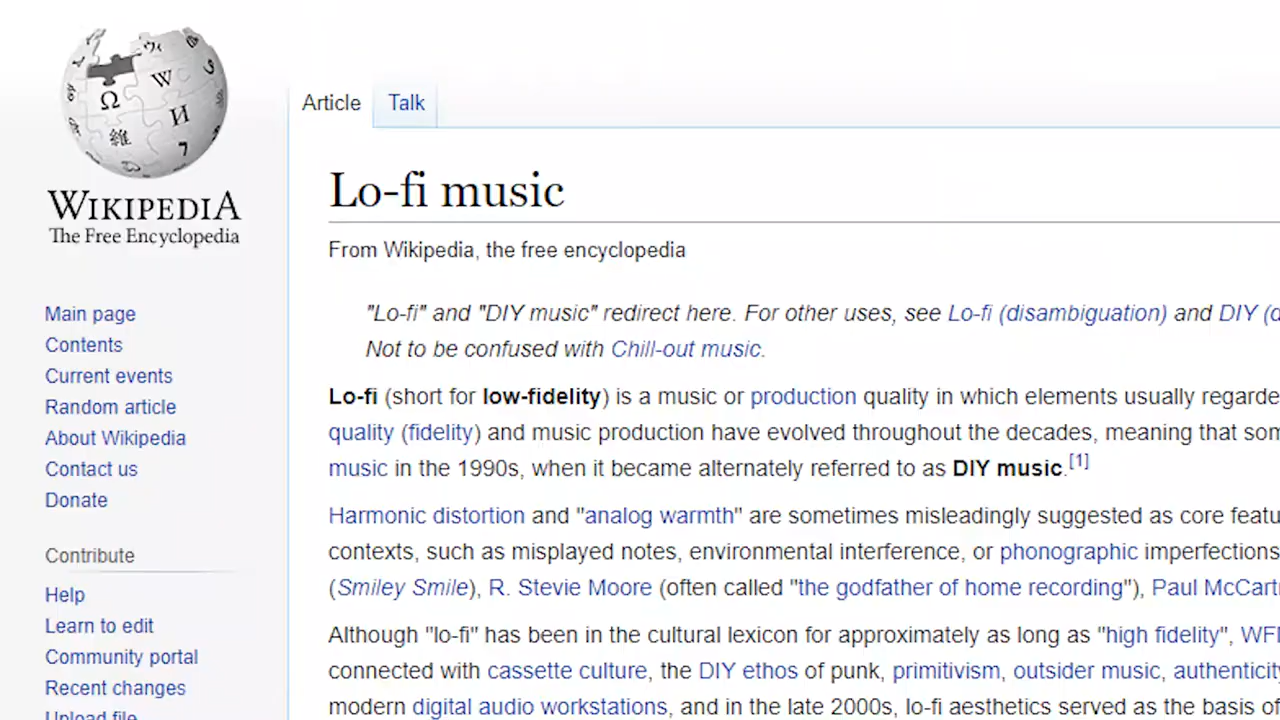 WIKIPEDIA
The Free Encyclopedia
Main page
Contents
Current events
Random article
About Wikipedia
Contact us
Donate
Contribute
Help
Learn to edit
Community portal
Recent changes
Upload file
Article Talk
Lo-fi music
From Wikipedia, the free encyclopedia
"Lo-fi" and "DIY music" redirect here. For other uses, see Lo-fi (disambiguation) and DIY (d
Not to be confused with Chill-out music.
Lo-fi (short for low-fidelity) is a music or production quality in which elements usually regarde
quality (fidelity) and music production have evolved throughout the decades, meaning that som
music in the 1990s, when it became alternately referred to as DIY music.[1]
Harmonic distortion and "analog warmth" are sometimes misleadingly suggested as core featu
contexts, such as misplayed notes, environmental interference, or phonographic imperfections
(Smiley Smile), R. Stevie Moore (often called "the godfather of home recording"), Paul McCart
Although "lo-fi" has been in the cultural lexicon for approximately as long as "high fidelity", WF
connected with cassette culture, the DIY ethos of punk, primitivism, outsider music, authenticity
modern digital audio workstations, and in the late 2000s, lo-fi aesthetics served as the basis of